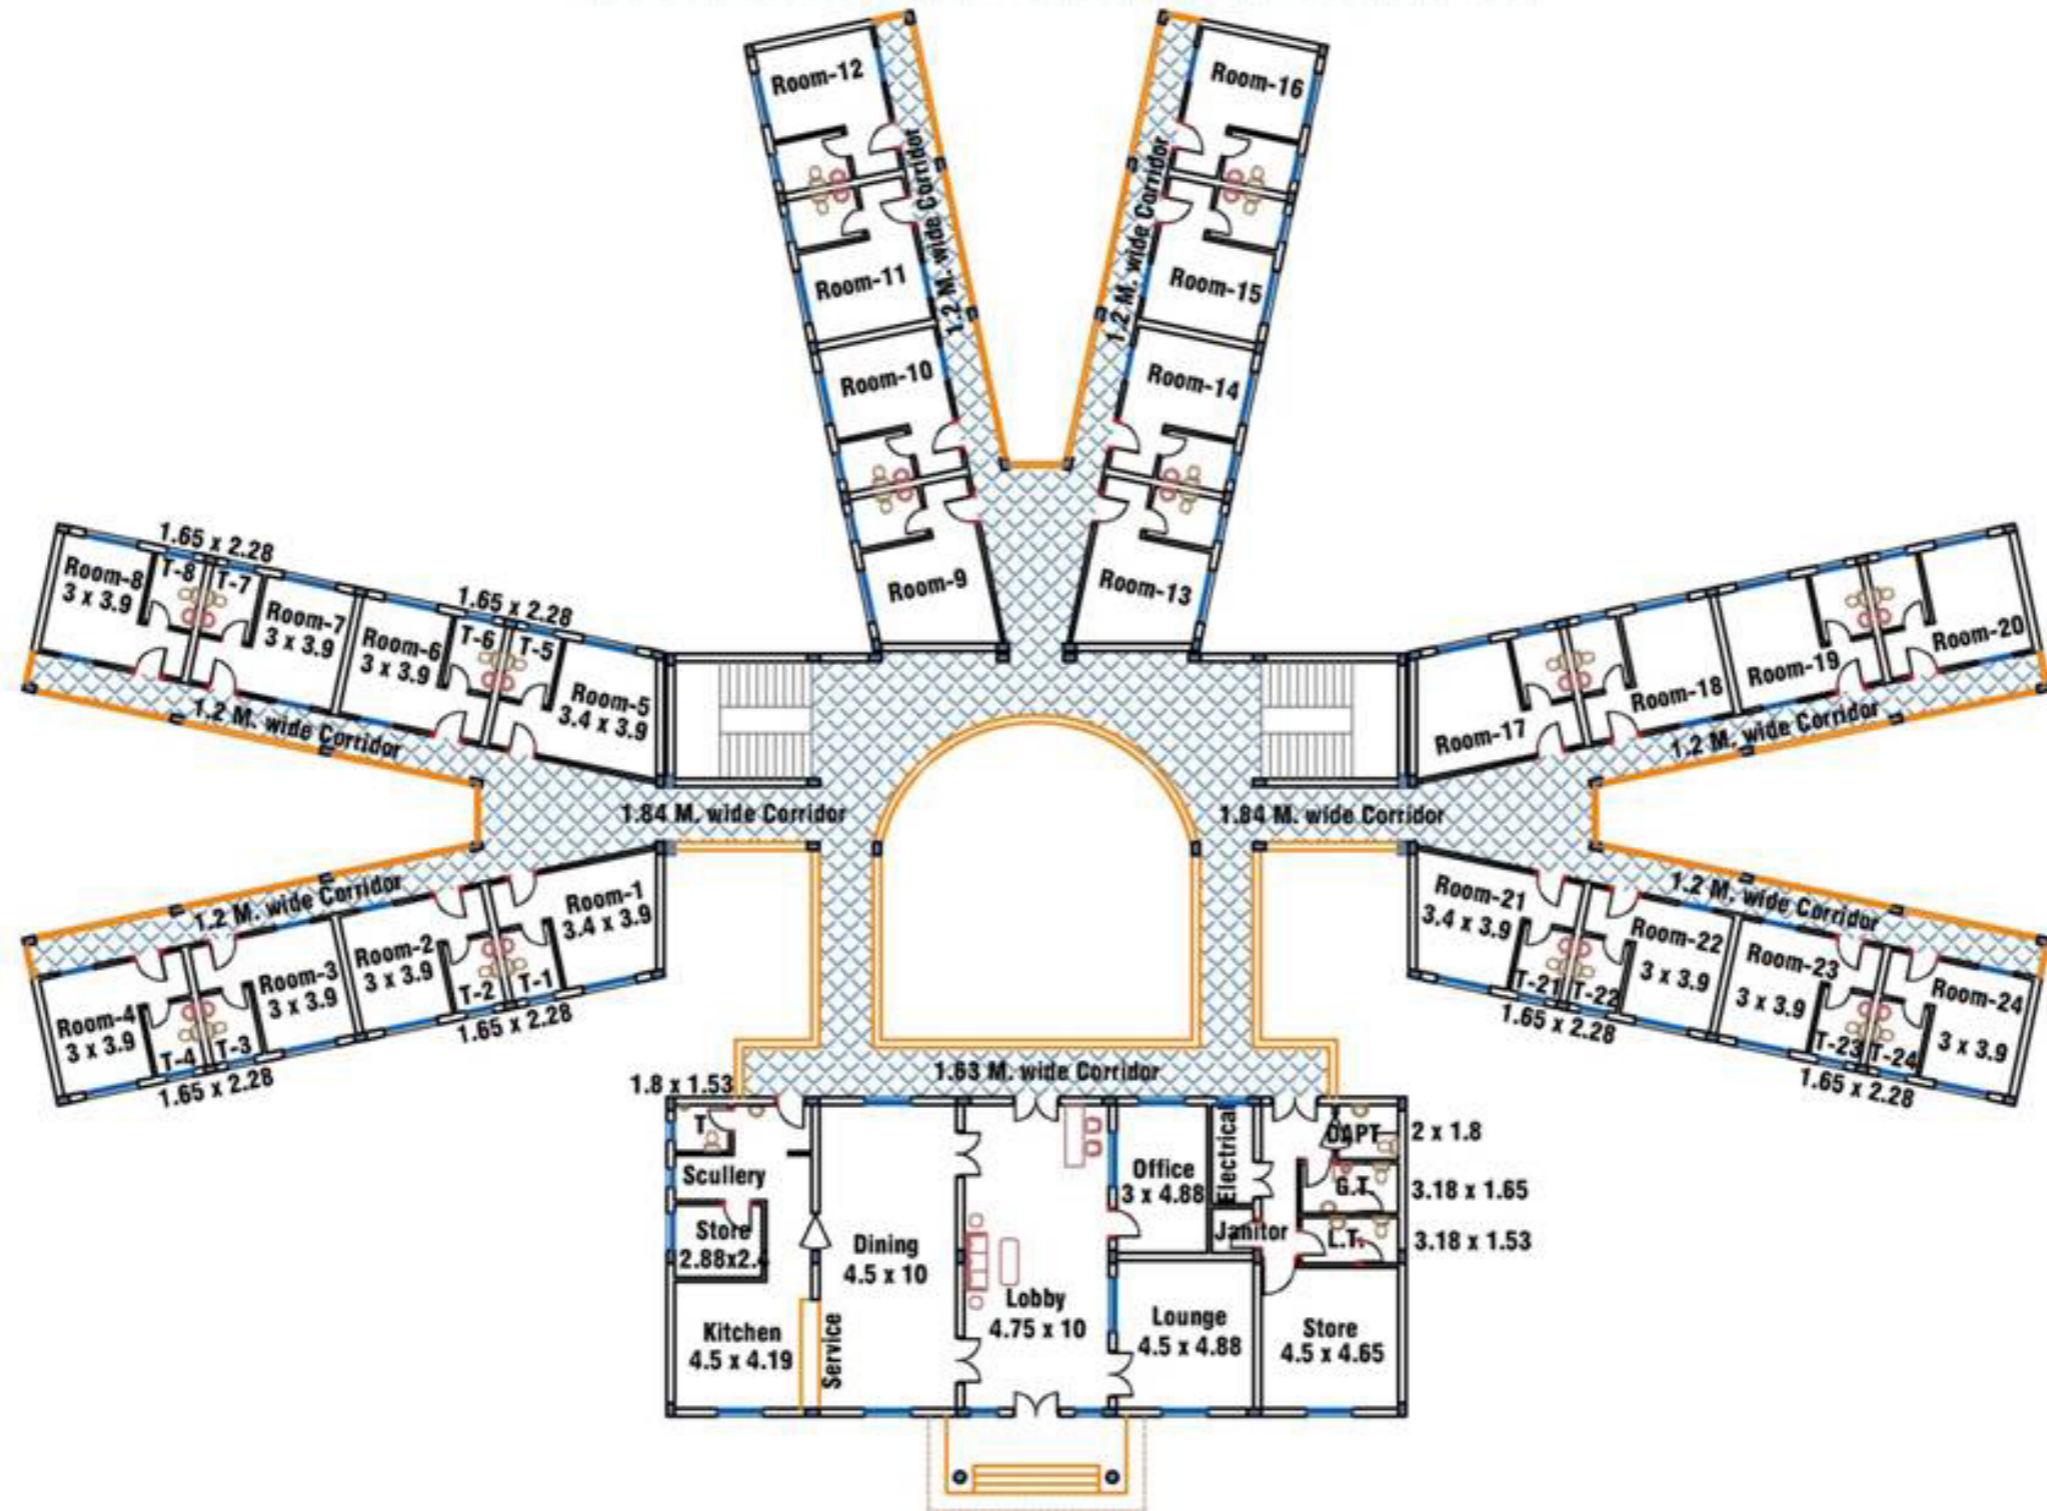 Room-12
Room-16
1.2 M. wide Corridor
1.2 M. wide Corridor
Room-11
Room-15
Room-10
Room-14
Room-9
Room-13
1.65 x 2.28
Room-8
3 x 3.9
T-8
T-7
Room-7
3 x 3.9
1.65 x 2.28
Room-6
3 x 3.9
T-6
T-5
Room-5
3.4 x 3.9
1.2 M. wide Corridor
Room-17
Room-18
Room-19
Room-20
1.2 M. wide Corridor
1.84 M. wide Corridor
1.84 M. wide Corridor
1.2 M. wide Corridor
Room-4
3 x 3.9
T-4
T-3
Room-3
3 x 3.9
1.65 x 2.28
Room-2
3 x 3.9
T-2
T-1
Room-1
3.4 x 3.9
1.65 x 2.28
1.2 M. wide Corridor
Room-21
3.4 x 3.9
T-21
T-22
Room-22
3 x 3.9
1.65 x 2.28
Room-23
3 x 3.9
T-23
T-24
Room-24
3 x 3.9
1.65 x 2.28
1.63 M. wide Corridor
1.8 x 1.53
T
Scullery
Store
Kitchen
4.5 x 4.19
Service
Dining
4.5 x 10
Lobby
4.75 x 10
Office
3 x 4.88
Electrical
Janitor
Lounge
4.5 x 4.88
2 x 1.8
G.T.
3.18 x 1.65
L.T.
3.18 x 1.53
Store
4.5 x 4.65